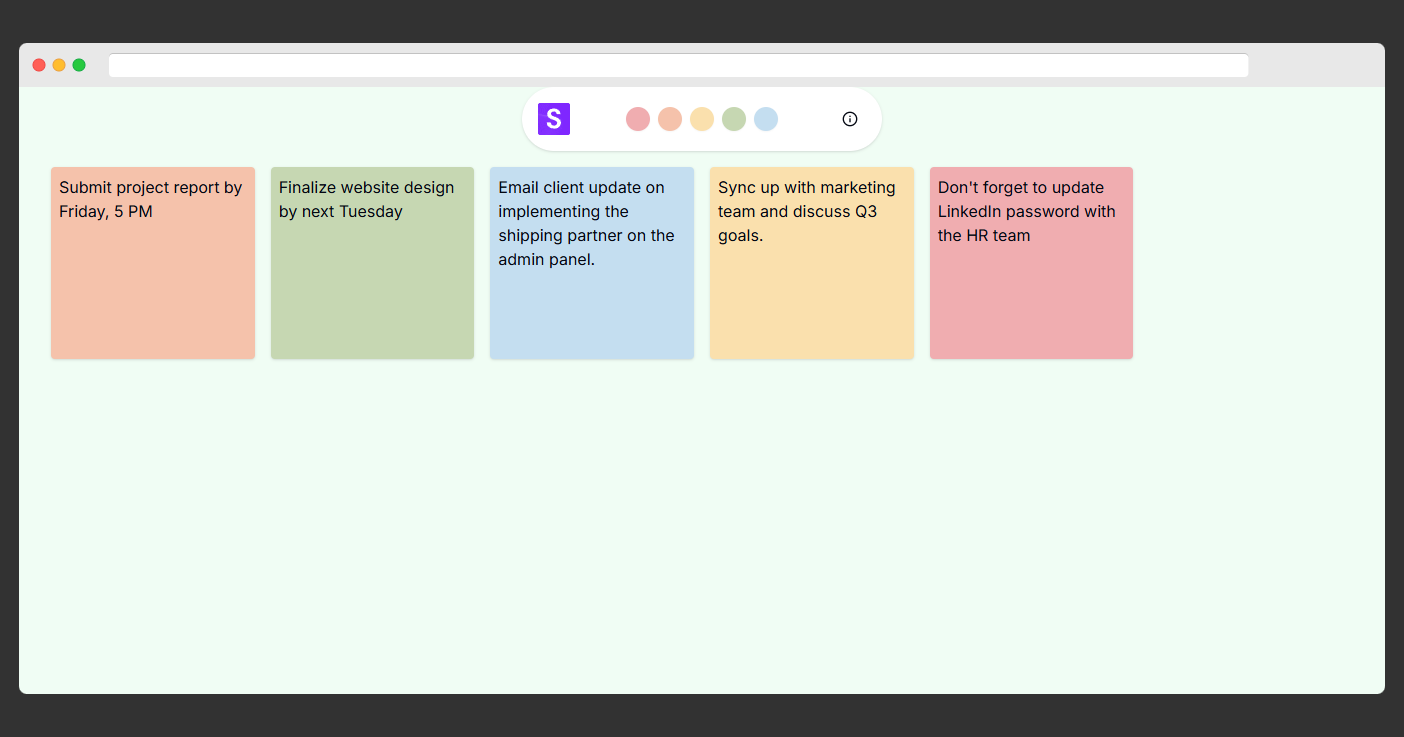 S
Submit project report by
Friday, 5 PM
Finalize website design
by next Tuesday
Email client update on
implementing the
shipping partner on the
admin panel.
Sync up with marketing
team and discuss Q3
goals.
Don't forget to update
LinkedIn password with
the HR team